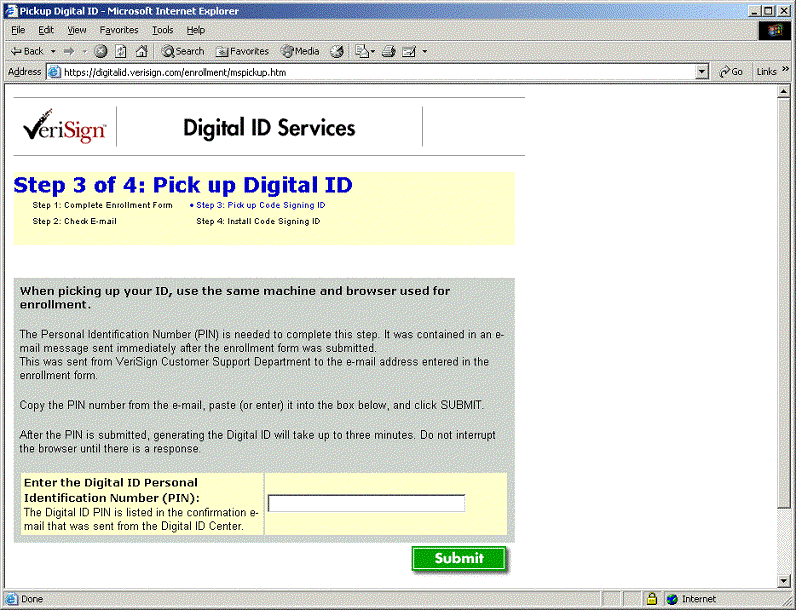 Pickup Digital ID - Microsoft Internet Explorer
File Edit View Favorites Tools Help
Back Search Favorites Media
Address https://digitalid.verisign.com/enrollment/mspickup.htm Go Links »
VeriSign Digital ID Services
Step 3 of 4: Pick up Digital ID
Step 1: Complete Enrollment Form • Step 3: Pick up Code Signing ID
Step 2: Check E-mail Step 4: Install Code Signing ID
When picking up your ID, use the same machine and browser used for
enrollment.
The Personal Identification Number (PIN) is needed to complete this step. It was contained in an e-
mail message sent immediately after the enrollment form was submitted.
This was sent from VeriSign Customer Support Department to the e-mail address entered in the
enrollment form.
Copy the PIN number from the e-mail, paste (or enter) it into the box below, and click SUBMIT.
After the PIN is submitted, generating the Digital ID will take up to three minutes. Do not interrupt
the browser until there is a response.
Enter the Digital ID Personal
Identification Number (PIN):
The Digital ID PIN is listed in the confirmation e-
mail that was sent from the Digital ID Center.
Submit
Done Internet